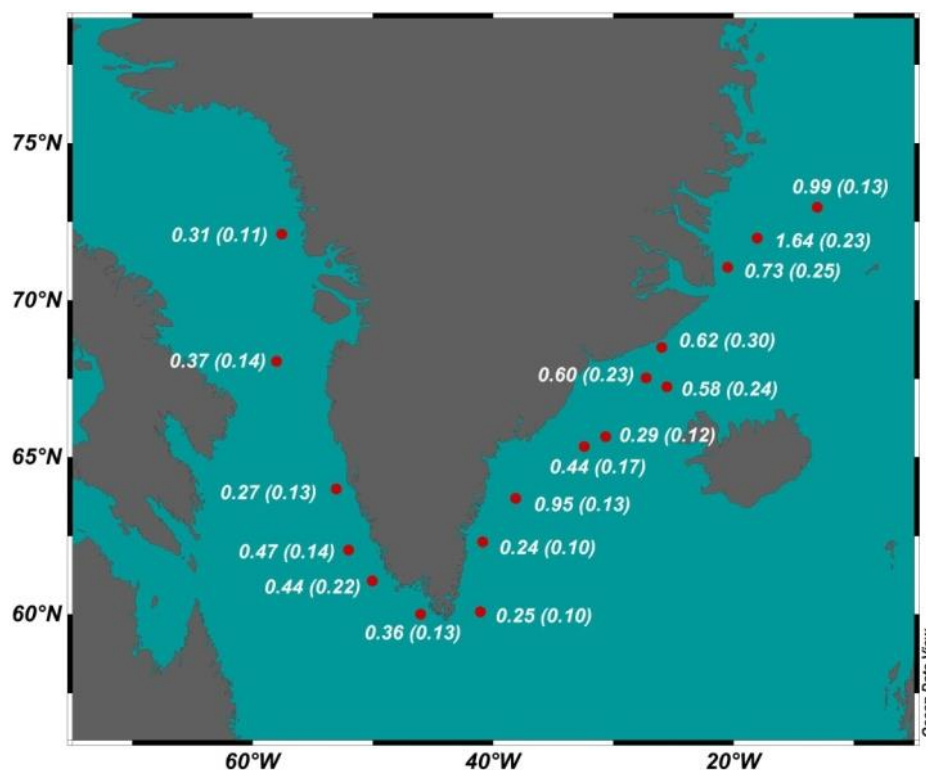 75°N
0.99 (0.13)
0.31 (0.11)
1.64 (0.23)
0.73 (0.25)
70°N
0.62 (0.30)
0.37 (0.14)
0.60 (0.23)
0.58 (0.24)
0.29 (0.12)
65°N
0.44 (0.17)
0.27 (0.13)
0.95 (0.13)
0.47 (0.14)
0.24 (0.10)
0.44 (0.22)
60°N
0.25 (0.10)
0.36 (0.13)
Ocean Data View
60°W
40°W
20°W